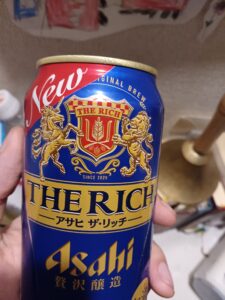 New
ORIGINAL BREW
THE RICH
SINCE 2020
THE RICH
アサヒ ザ・リッチ
Asahi
贅沢醸造